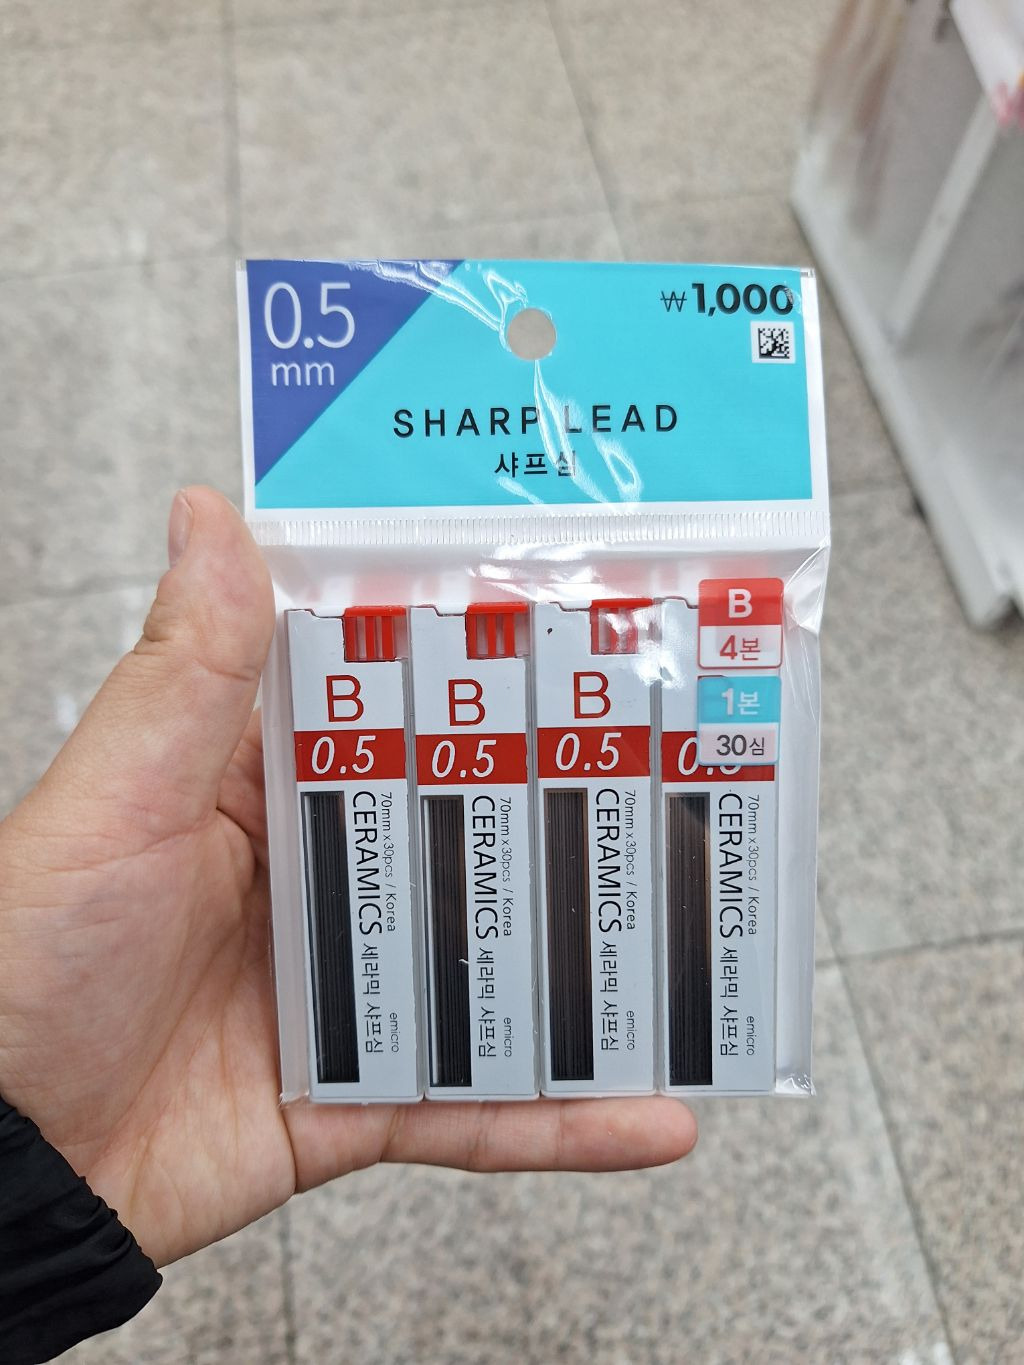 0.5
mm
₩1,000
SHARP LEAD
샤프심
B
4본
1본
30심
B
0.5
70mm x 30pcs / Korea
CERAMICS 세라믹 샤프심
emicro
B
0.5
70mm x 30pcs / Korea
CERAMICS 세라믹 샤프심
emicro
B
0.5
70mm x 30pcs / Korea
CERAMICS 세라믹 샤프심
emicro
0.5
70mm x 30pcs / Korea
CERAMICS 세라믹 샤프심
emicro